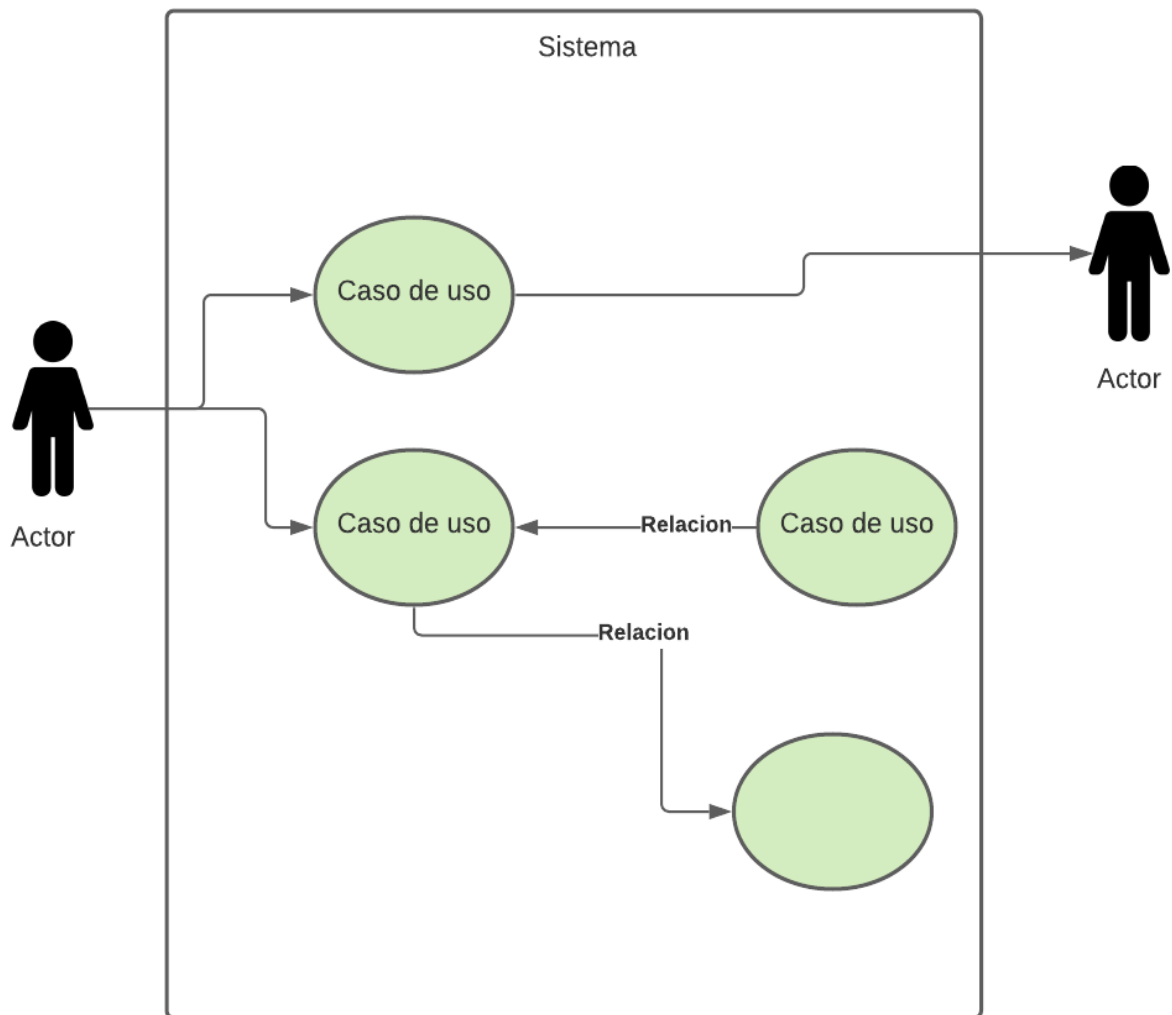 Sistema
Caso de uso
Actor
Actor
Caso de uso
Relacion
Caso de uso
Relacion